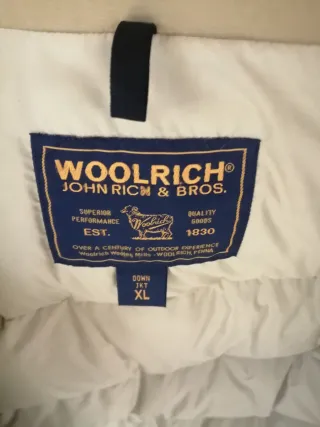 WOOLRICH®
JOHN RICH & BROS.
SUPERIOR QUALITY
PERFORMANCE GOODS
Woolrich
EST. 1830
OVER A CENTURY OF OUTDOOR EXPERIENCE
Woolrich Woolen Mills - WOOLRICH, PENNA.
DOWN
JKT
XL